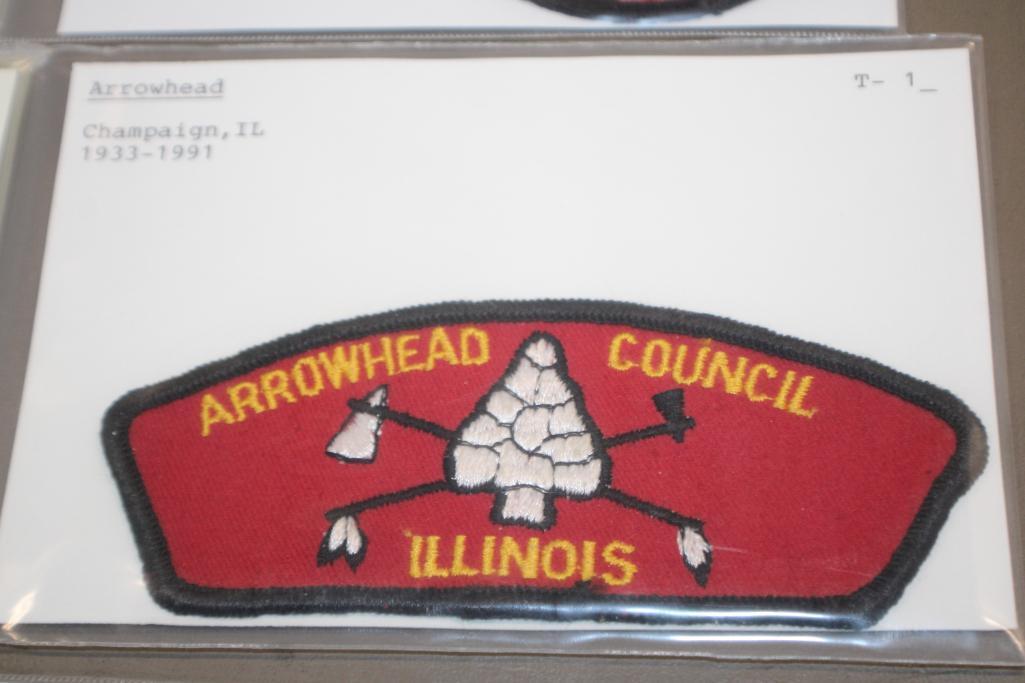 Arrowhead
T- 1_
Champaign,IL
1933-1991
ARROWHEAD COUNCIL
ILLINOIS